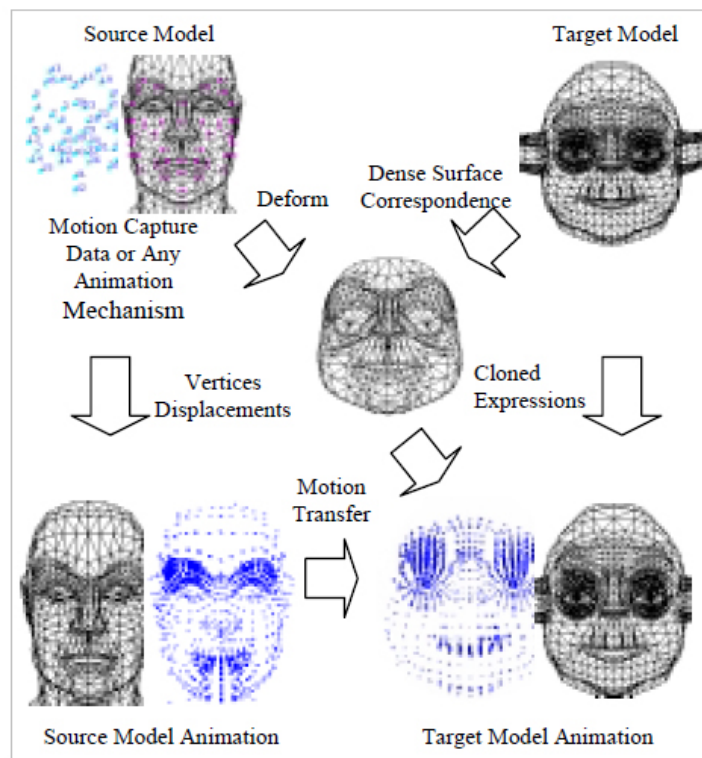 Source Model
Target Model
Deform
Dense Surface
Correspondence
Motion Capture
Data or Any
Animation
Mechanism
Vertices
Displacements
Cloned
Expressions
Motion
Transfer
Source Model Animation
Target Model Animation